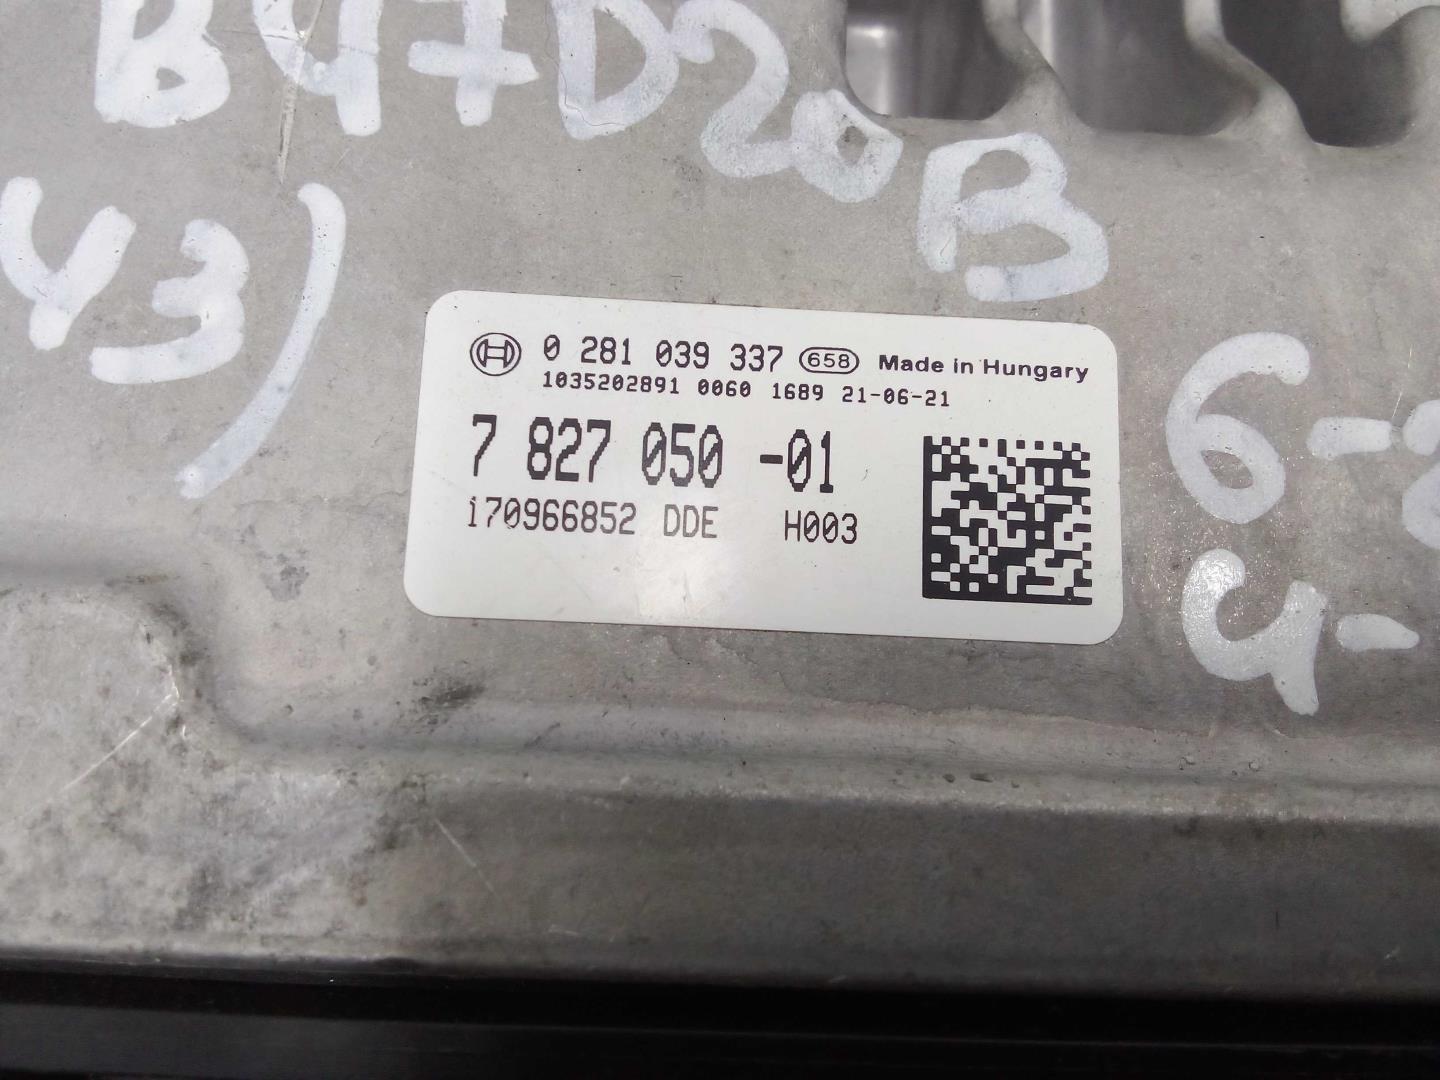 B47D20B
43)
0 281 039 337 658 Made in Hungary
1035202891 0060 1689 21-06-21
7 827 050 -01
170966852 DDE H003
6-
4-